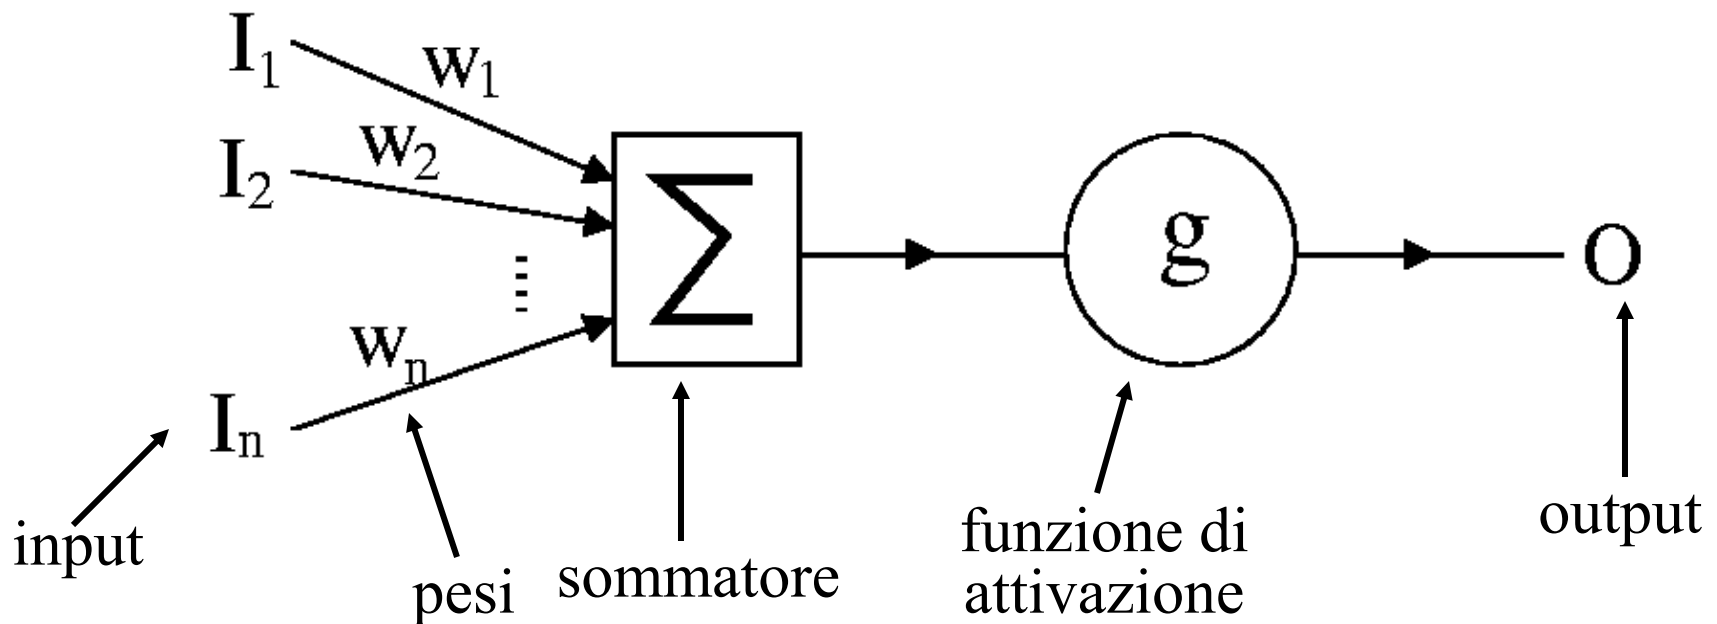 I1
w1
I2
w2
Σ
g
O
wn
In
input
pesi
sommatore
funzione di
attivazione
output